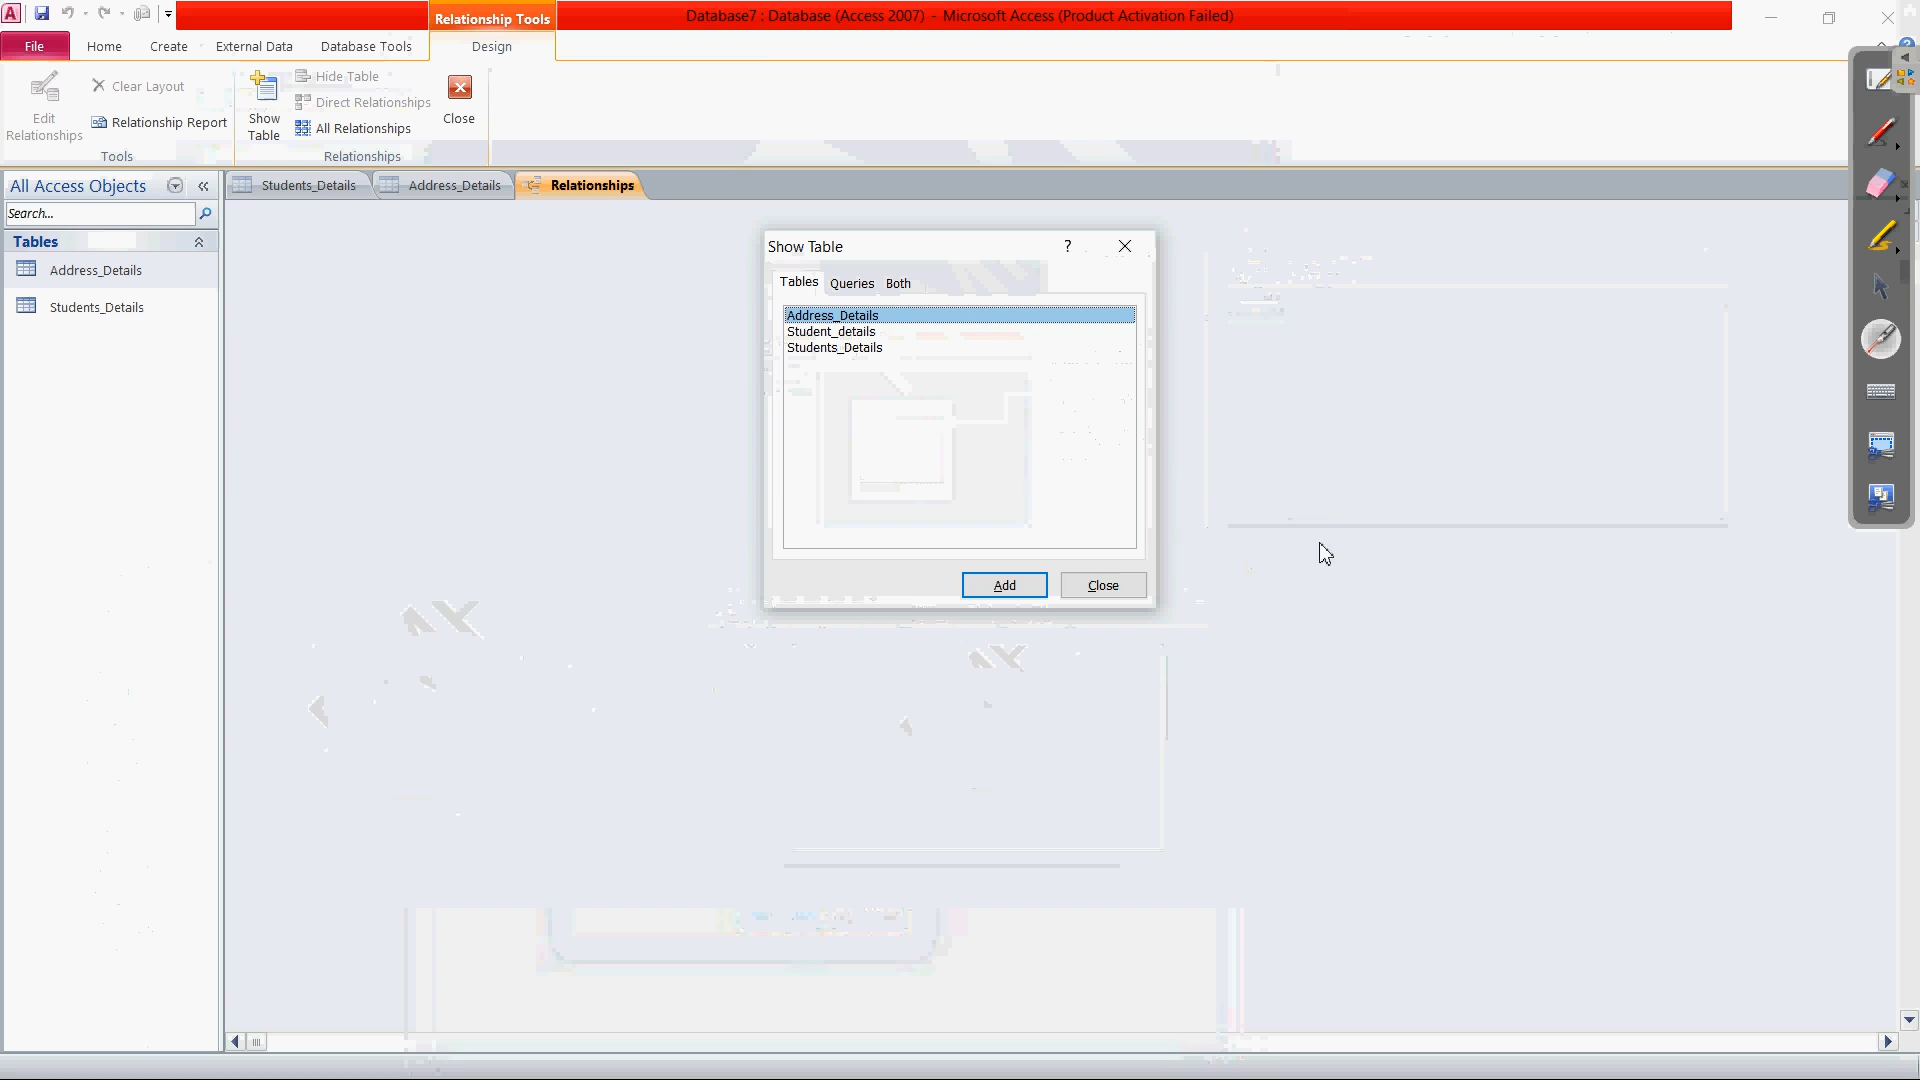 Relationship Tools
Database7 : Database (Access 2007) - Microsoft Access (Product Activation Failed)
File
Home
Create
External Data
Database Tools
Design
Edit
Relationships
Clear Layout
Relationship Report
Tools
Show
Table
Hide Table
Direct Relationships
All Relationships
Relationships
Close
All Access Objects
Search...
Tables
Address_Details
Students_Details
Students_Details
Address_Details
Relationships
Show Table
?
Tables
Queries
Both
Address_Details
Student_details
Students_Details
Add
Close